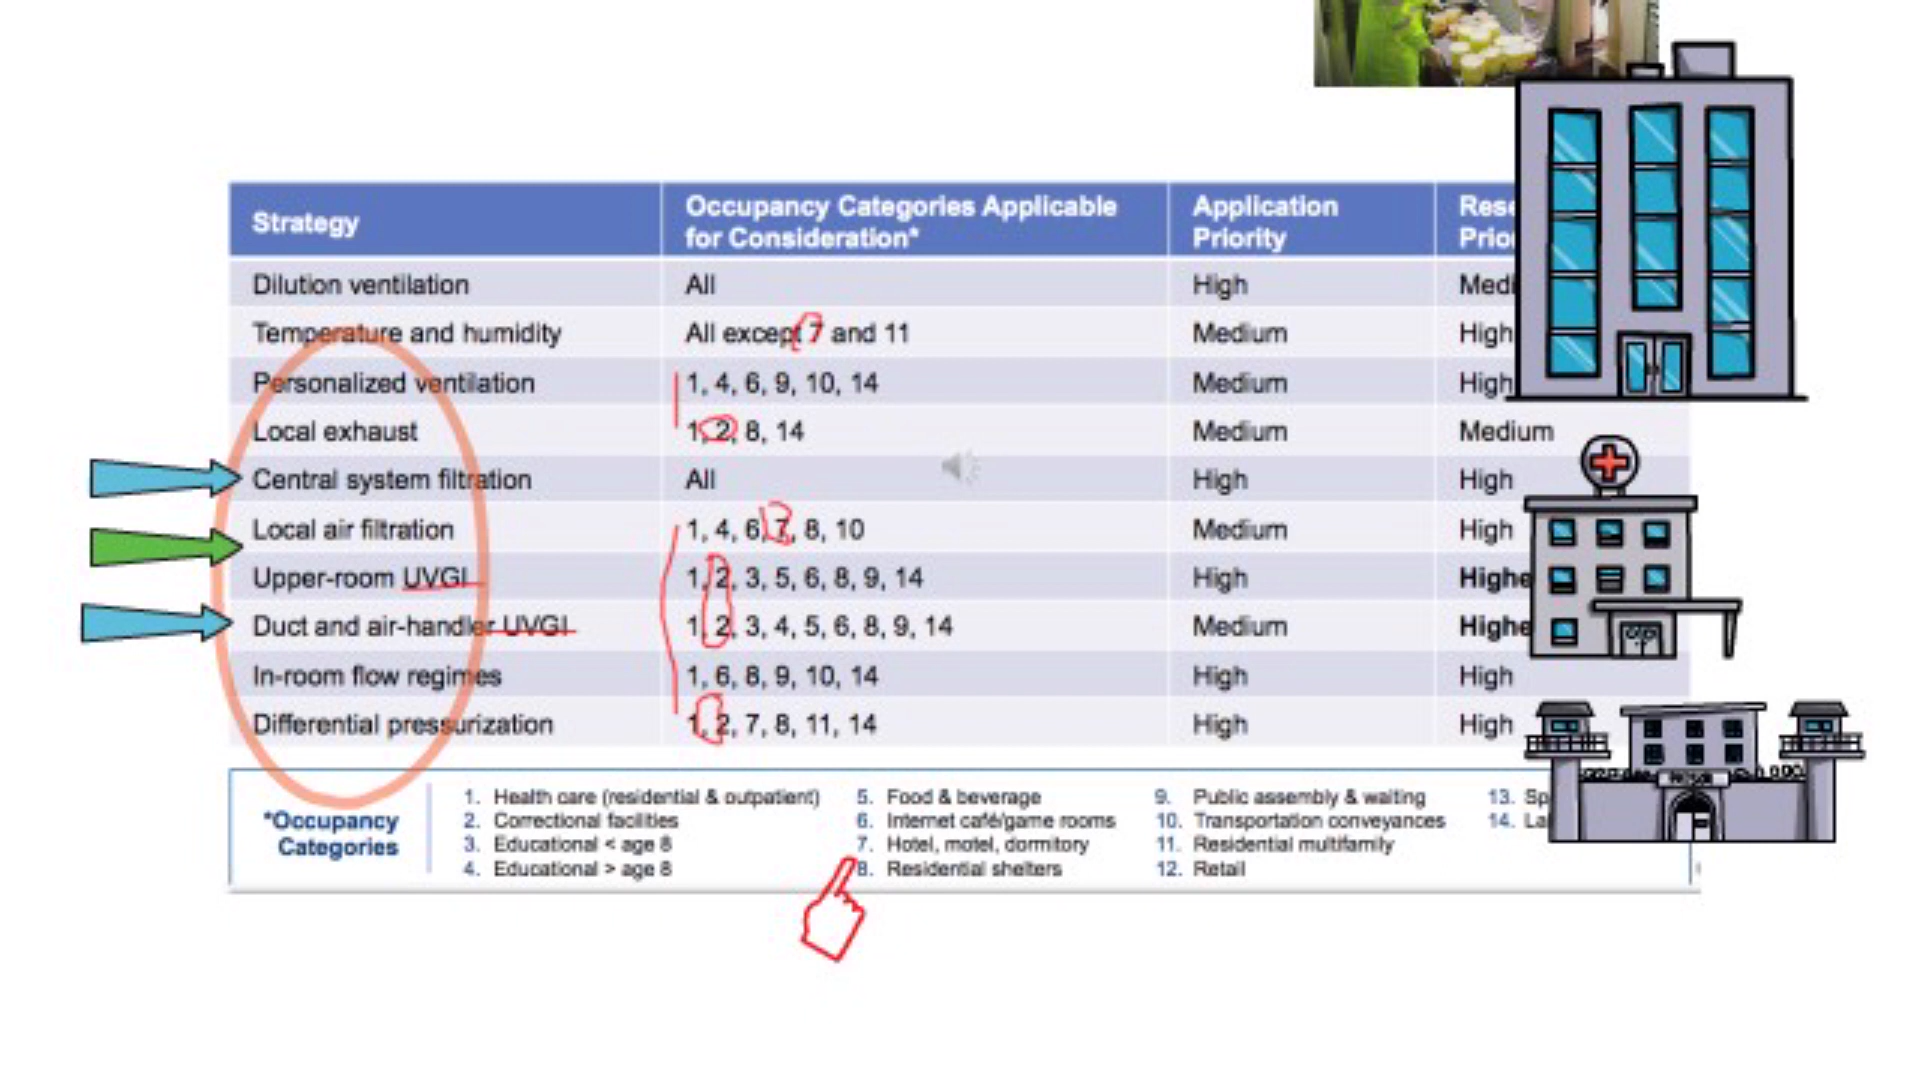 Strategy
Occupancy Categories Applicable
for Consideration*
Application
Priority
Dilution ventilation All High
Temperature and humidity All except 7 and 11 Medium High
Personalized ventilation 1, 4, 6, 9, 10, 14 Medium High
Local exhaust 1, 2, 8, 14 Medium Medium
Central system filtration All High High
Local air filtration 1, 4, 6, 7, 8, 10 Medium High
Upper-room UVGI 1, 2, 3, 5, 6, 8, 9, 14 High
Duct and air-handler UVGI 1, 2, 3, 4, 5, 6, 8, 9, 14 Medium
In-room flow regimes 1, 6, 8, 9, 10, 14 High High
Differential pressurization 1, 2, 7, 8, 11, 14 High High
*Occupancy
Categories
1. Health care (residential & outpatient)
2. Correctional facilities
3. Educational < age 8
4. Educational > age 8
5. Food & beverage
6. Internet café/game rooms
7. Hotel, motel, dormitory
8. Residential shelters
9. Public assembly & waiting
10. Transportation conveyances
11. Residential multifamily
12. Retail
13.
14.